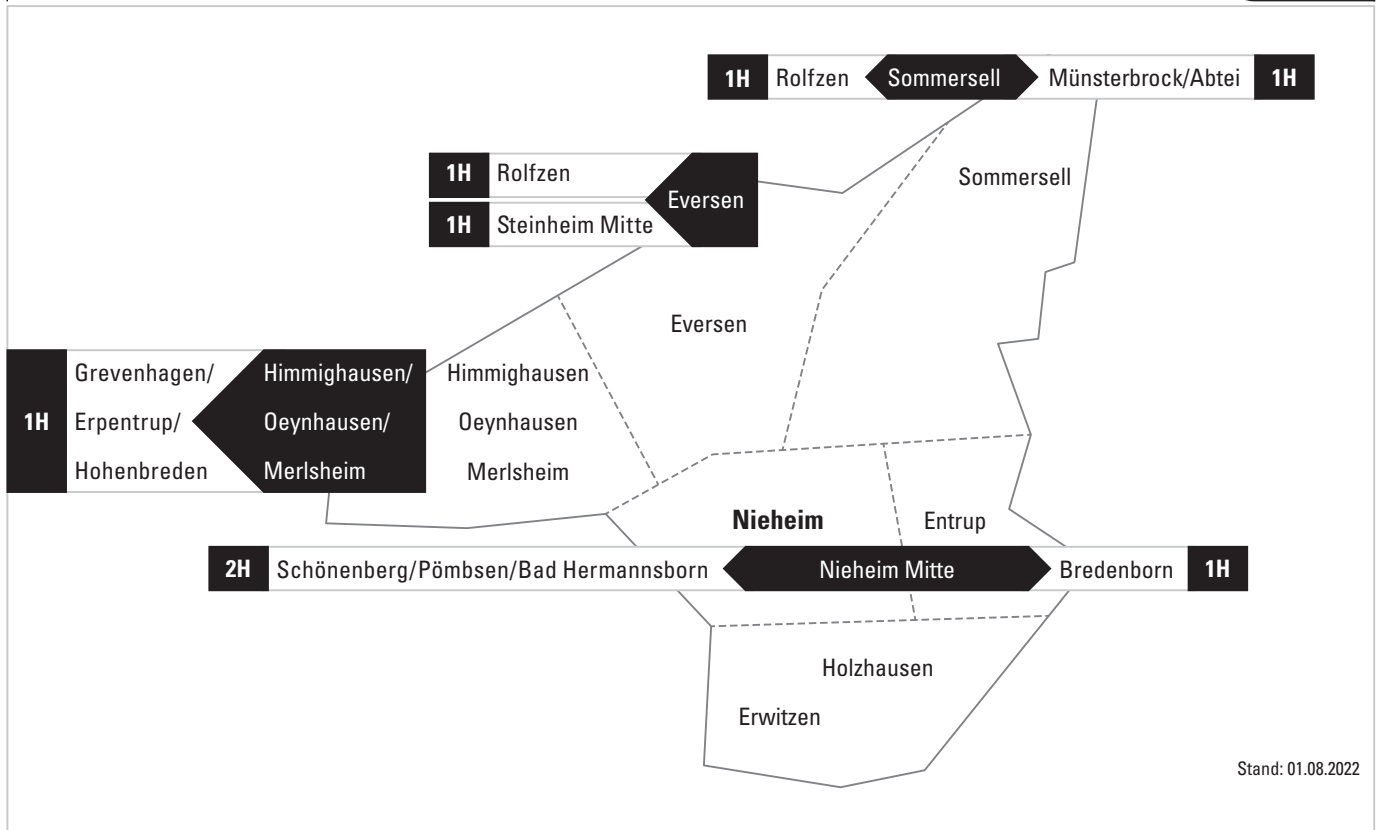 1H Rolfzen Sommersell Münsterbrock/Abtei 1H
Sommersell
1H Rolfzen
Eversen
1H Steinheim Mitte
Eversen
1H
Grevenhagen/
Erpentrup/
Hohenbreden
Himmighausen/
Oeynhausen/
Merlsheim
Himmighausen
Oeynhausen
Merlsheim
Nieheim
Entrup
2H Schönenberg/Pömbsen/Bad Hermannsborn Nieheim Mitte Bredenborn 1H
Holzhausen
Erwitzen
Stand: 01.08.2022